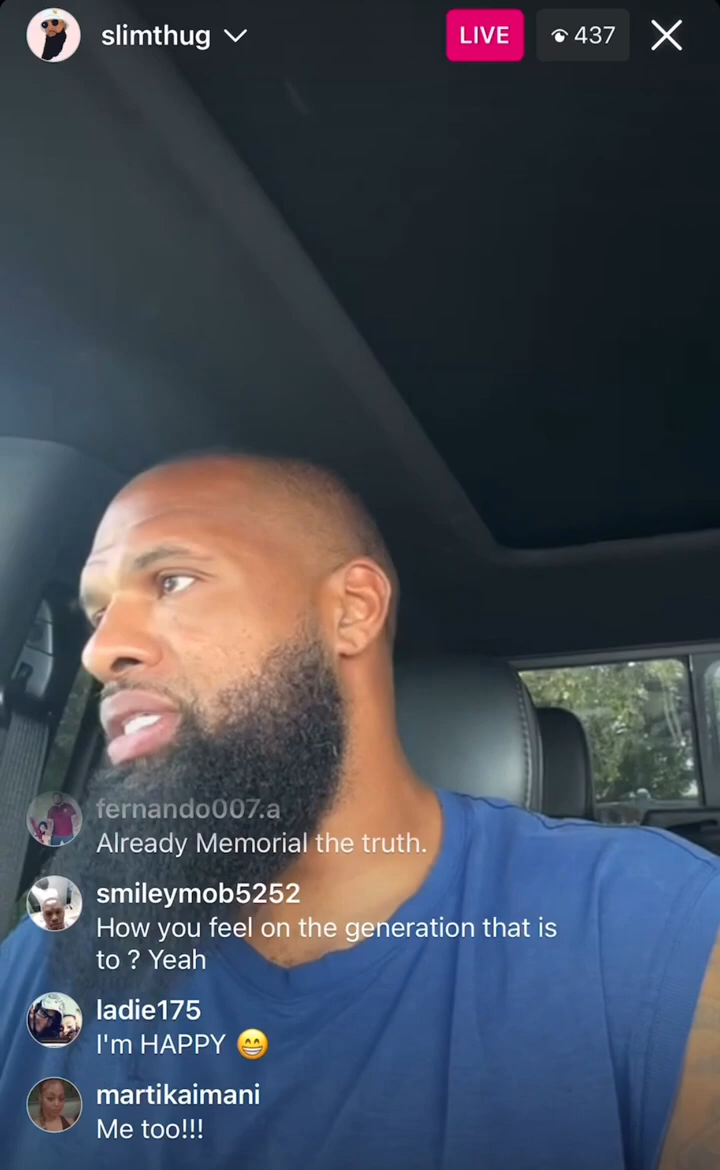 slimthug
LIVE
437
fernando007.a
Already Memorial the truth.
smileymob5252
How you feel on the generation that is
to ? Yeah
ladie175
I'm HAPPY 😁
martikaimani
Me too!!!